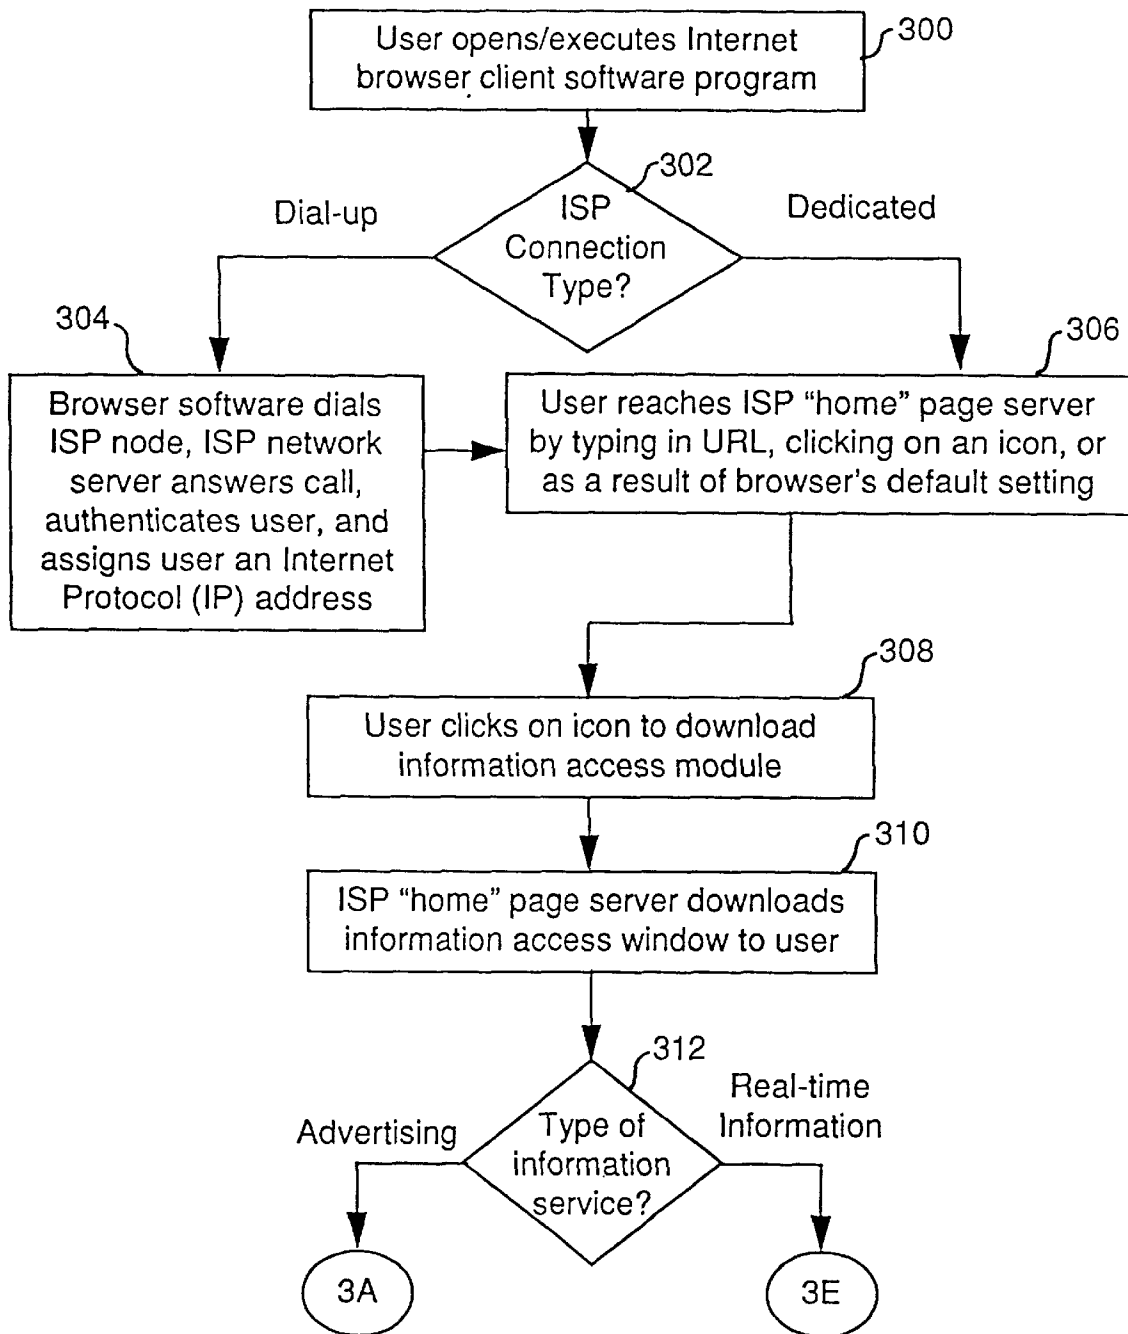 User opens/executes Internet
browser client software program
300
302
ISP
Connection
Type?
Dial-up
Dedicated
304
Browser software dials
ISP node, ISP network
server answers call,
authenticates user, and
assigns user an Internet
Protocol (IP) address
306
User reaches ISP “home” page server
by typing in URL, clicking on an icon, or
as a result of browser’s default setting
308
User clicks on icon to download
information access module
310
ISP “home” page server downloads
information access window to user
312
Type of
information
service?
Advertising
Real-time
Information
3A
3E